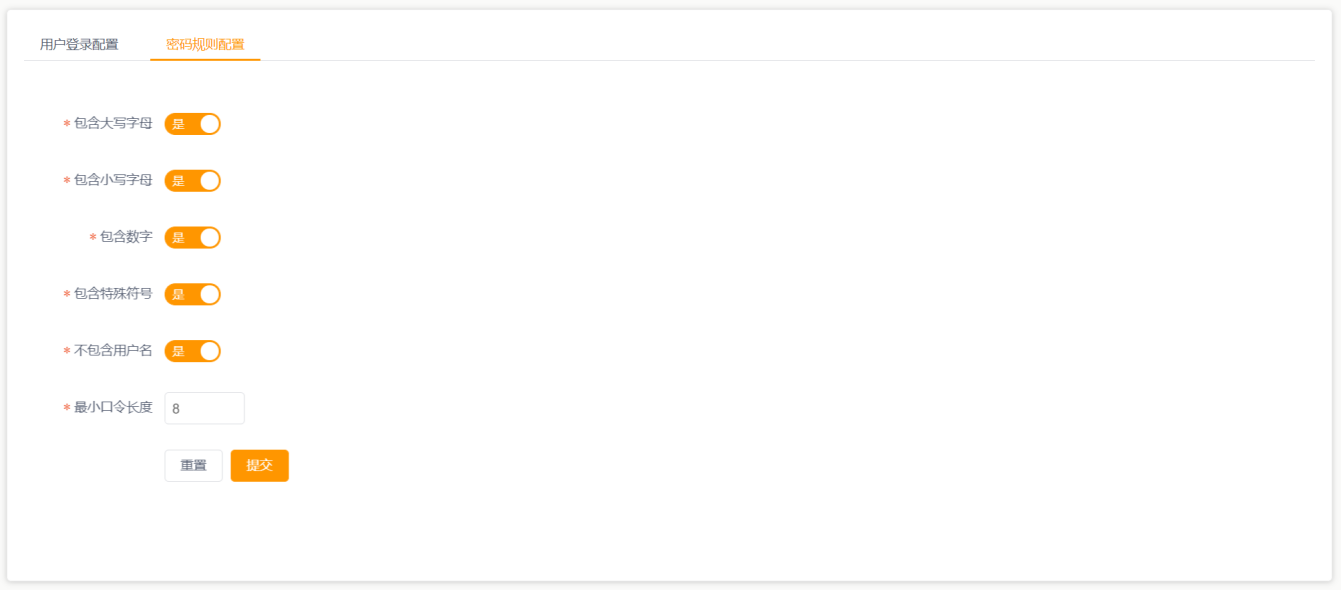 用户登录配置 密码规则配置
* 包含大写字母 是
* 包含小写字母 是
* 包含数字 是
* 包含特殊符号 是
* 不包含用户名 是
* 最小口令长度 8
重置 提交